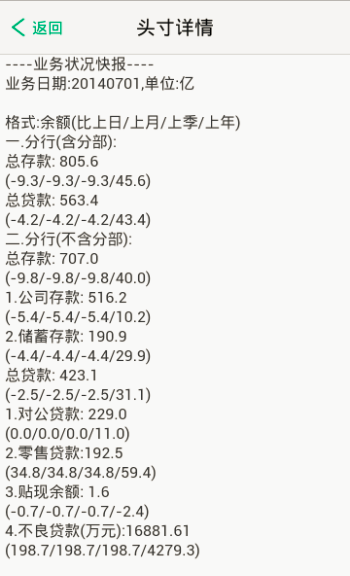 返回
头寸详情
----业务状况快报----
业务日期:20140701,单位:亿
格式:余额(比上日/上月/上季/上年)
一.分行(含分部):
总存款: 805.6
(-9.3/-9.3/-9.3/45.6)
总贷款: 563.4
(-4.2/-4.2/-4.2/43.4)
二.分行(不含分部):
总存款: 707.0
(-9.8/-9.8/-9.8/40.0)
1.公司存款: 516.2
(-5.4/-5.4/-5.4/10.2)
2.储蓄存款: 190.9
(-4.4/-4.4/-4.4/29.9)
总贷款: 423.1
(-2.5/-2.5/-2.5/31.1)
1.对公贷款: 229.0
(0.0/0.0/0.0/11.0)
2.零售贷款:192.5
(34.8/34.8/34.8/59.4)
3.贴现余额: 1.6
(-0.7/-0.7/-0.7/-2.4)
4.不良贷款(万元):16881.61
(198.7/198.7/198.7/4279.3)